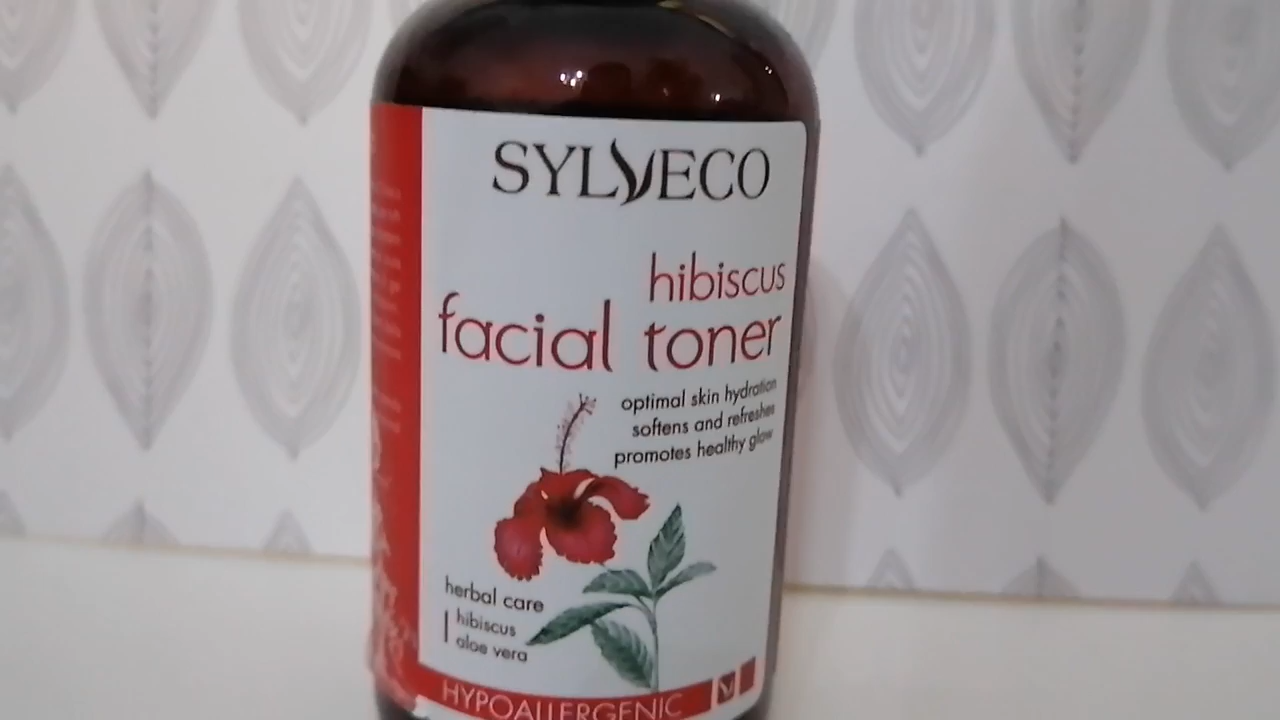 SYLVECO
hibiscus
facial toner
optimal skin hydration
softens and refreshes
promotes healthy glow
herbal care
hibiscus
aloe vera
HYPOALLERGENIC